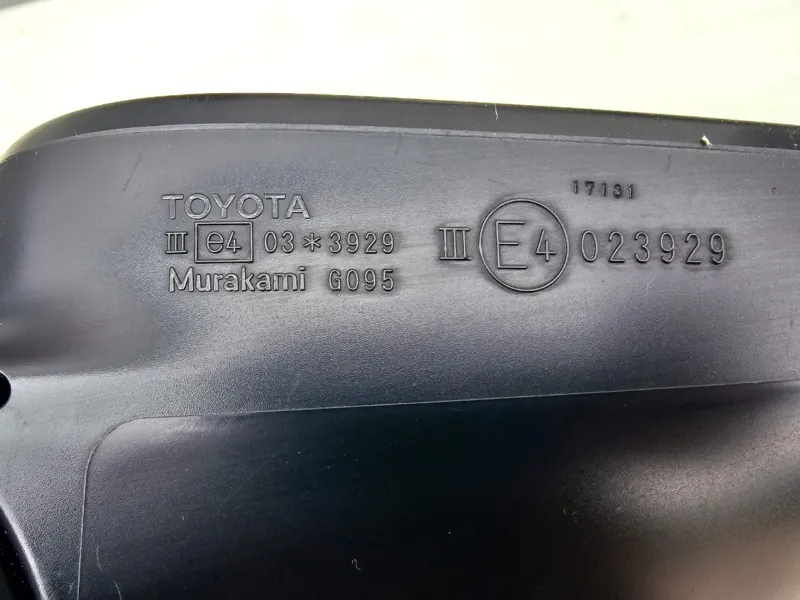 TOYOTA
III e4 03*3929
Murakami G095
17131
III E4 023929